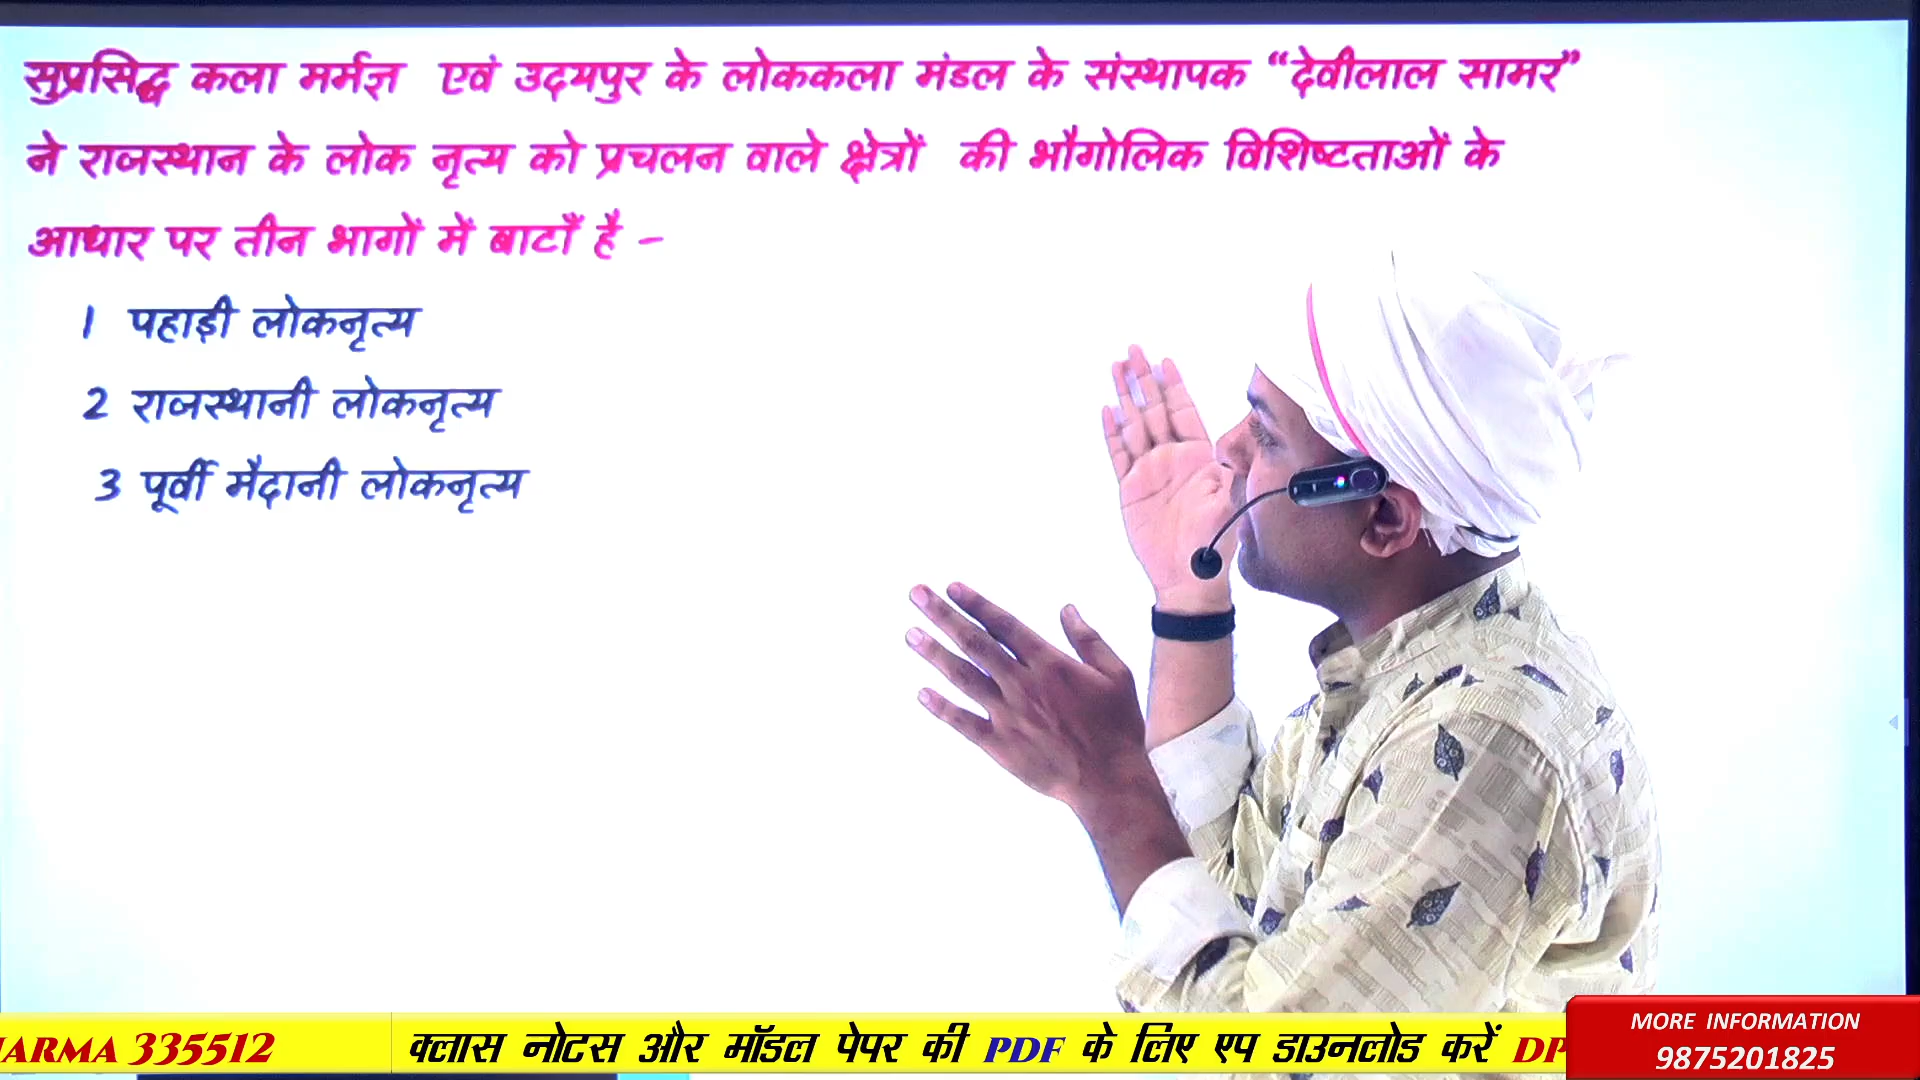 सुप्रसिद्ध कला मर्मज्ञ एवं उदयपुर के लोककला मंडल के संस्थापक “देवीलाल सामर”
ने राजस्थान के लोक नृत्य को प्रचलन वाले क्षेत्रों की भौगोलिक विशिष्टताओं के
आधार पर तीन भागों में बाटाँ है -
1 पहाड़ी लोकनृत्य
2 राजस्थानी लोकनृत्य
3 पूर्वी मैदानी लोकनृत्य
ARMA 335512 क्लास नोटस और मॉडल पेपर की PDF के लिए एप डाउनलोड करें DP
MORE INFORMATION
9875201825